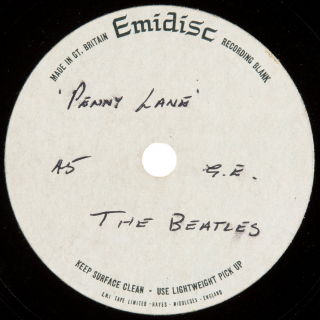 Emidisc
MADE IN GT. BRITAIN
RECORDING BLANK
'PENNY LANE'
A5
G.E.
THE BEATLES
KEEP SURFACE CLEAN - USE LIGHTWEIGHT PICK UP
E.M.I. TAPE LIMITED - HAYES - MIDDLESEX - ENGLAND